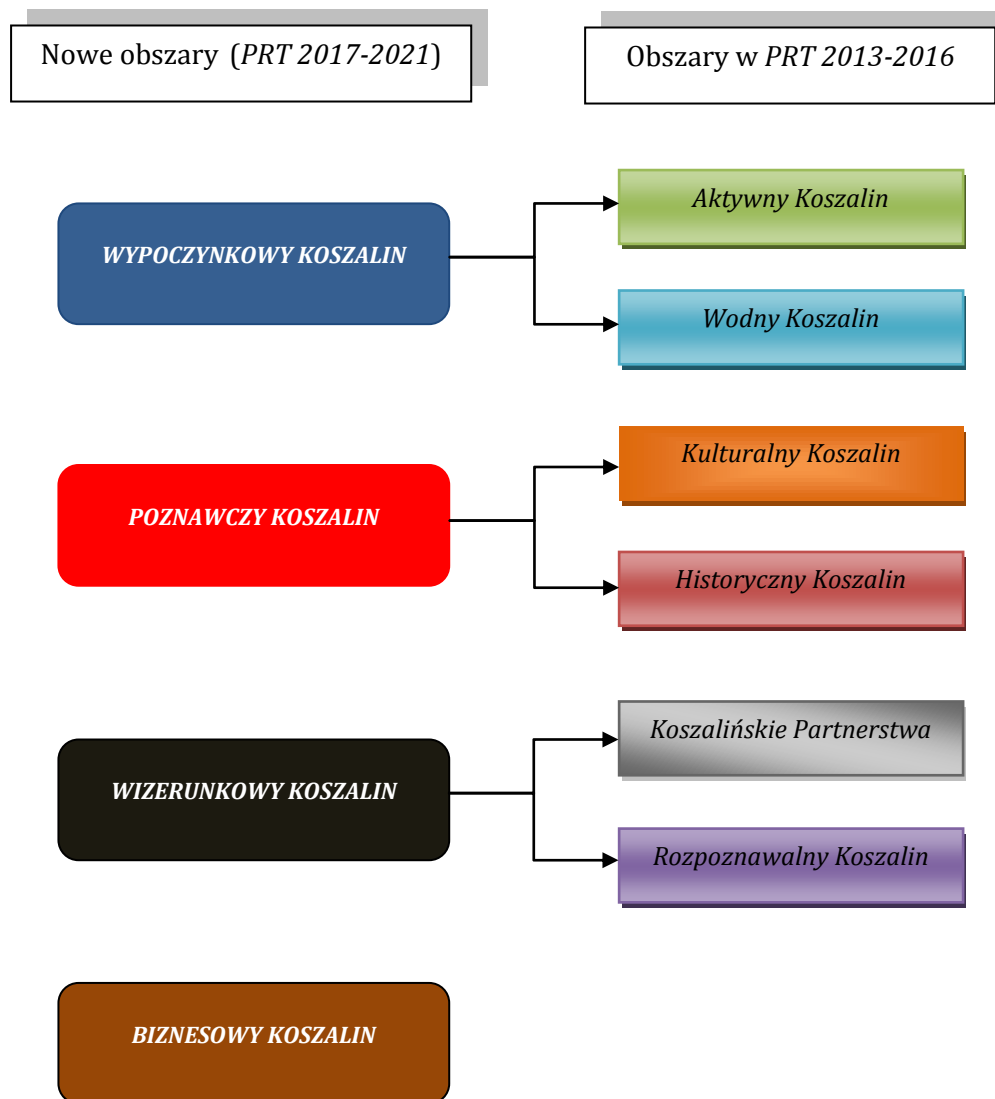 Nowe obszary (PRT 2017-2021)
Obszary w PRT 2013-2016
WYPOCZYNKOWY KOSZALIN
Aktywny Koszalin
Wodny Koszalin
POZNAWCZY KOSZALIN
Kulturalny Koszalin
Historyczny Koszalin
WIZERUNKOWY KOSZALIN
Koszalińskie Partnerstwa
Rozpoznawalny Koszalin
BIZNESOWY KOSZALIN